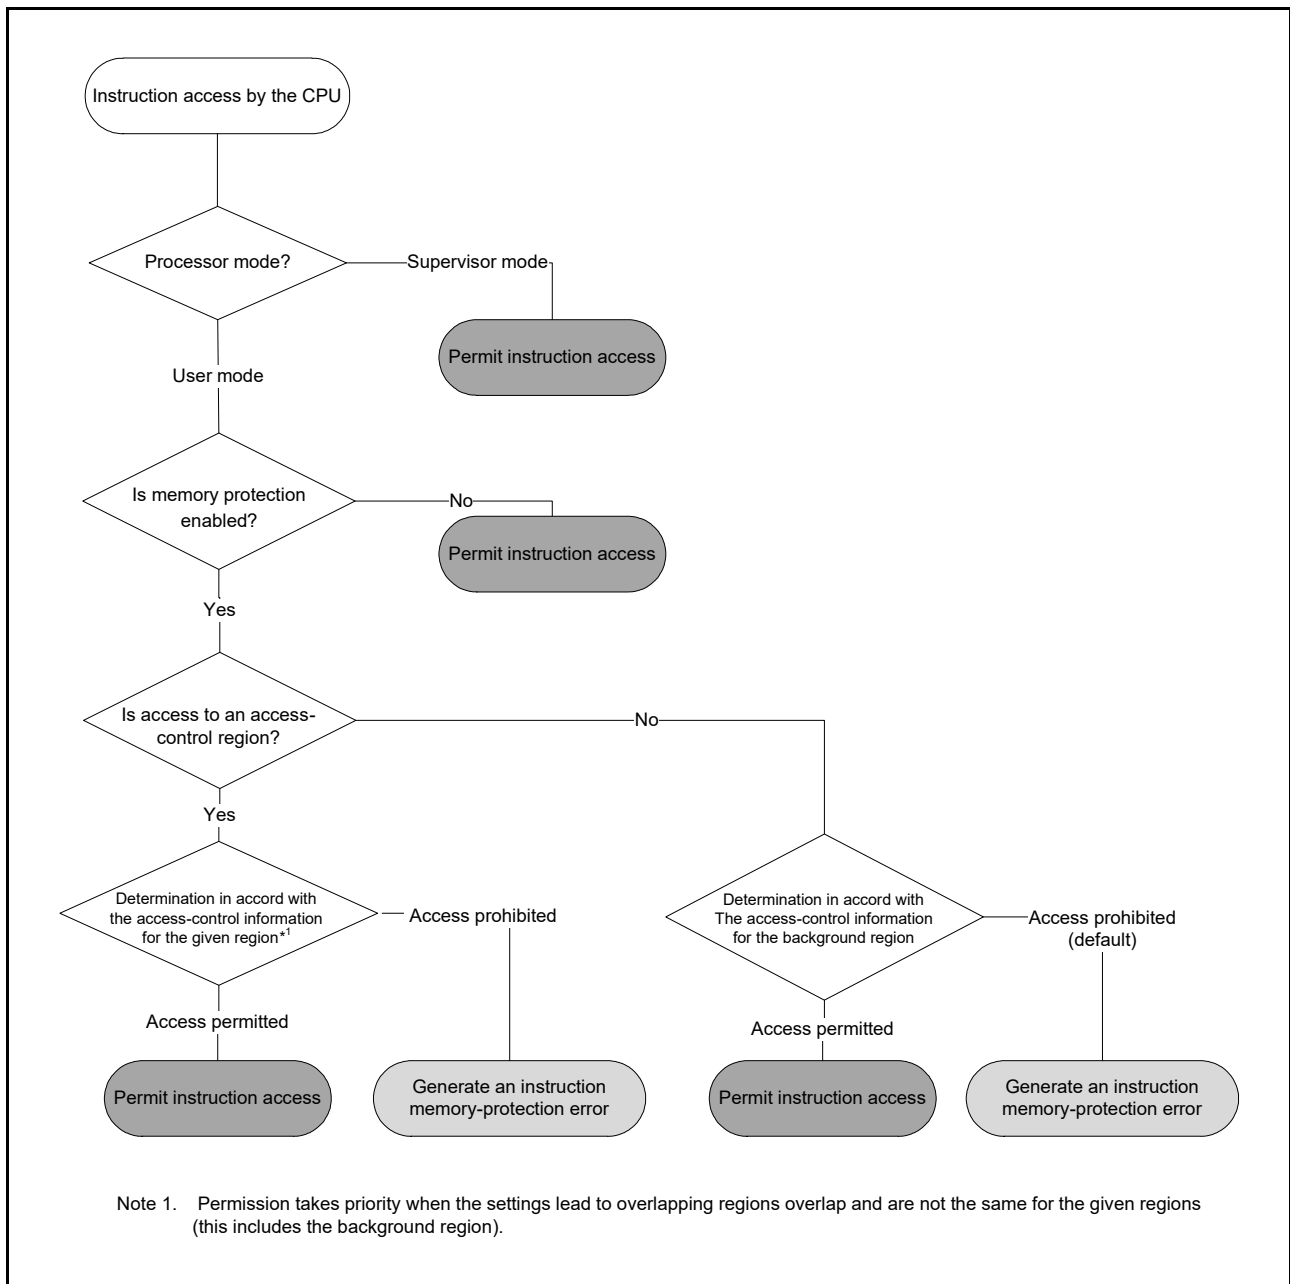 Instruction access by the CPU
Processor mode?
Supervisor mode
Permit instruction access
User mode
Is memory protection
enabled?
No
Permit instruction access
Yes
Is access to an access-
control region?
No
Yes
Determination in accord with
the access-control information
for the given region*1
Access prohibited
Determination in accord with
The access-control information
for the background region
Access prohibited
(default)
Access permitted
Access permitted
Permit instruction access
Generate an instruction
memory-protection error
Permit instruction access
Generate an instruction
memory-protection error
Note 1. Permission takes priority when the settings lead to overlapping regions overlap and are not the same for the given regions
(this includes the background region).